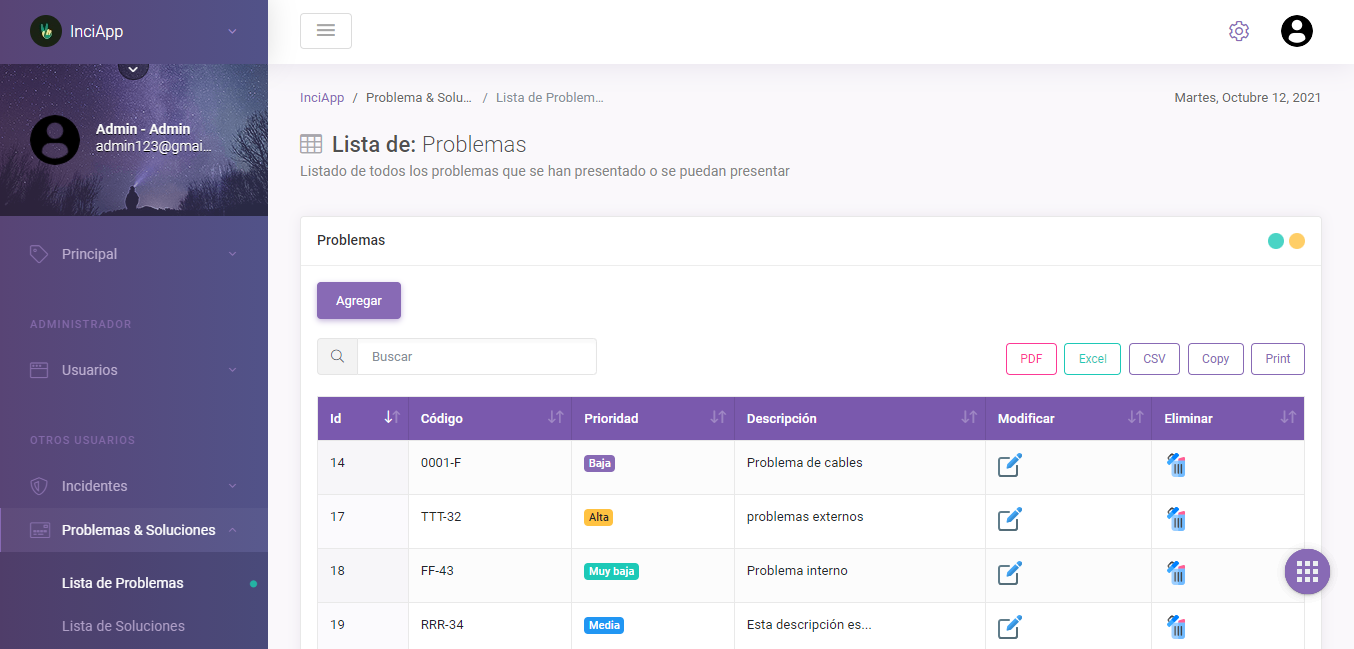 InciApp
Admin - Admin
admin123@gmai...
Principal
ADMINISTRADOR
Usuarios
OTROS USUARIOS
Incidentes
Problemas & Soluciones
Lista de Problemas
Lista de Soluciones
InciApp / Problema & Solu... / Lista de Problem...
Martes, Octubre 12, 2021
Lista de: Problemas
Listado de todos los problemas que se han presentado o se puedan presentar
Problemas
Agregar
Buscar
PDF Excel CSV Copy Print
Id Código Prioridad Descripción Modificar Eliminar
14 0001-F Baja Problema de cables
17 TTT-32 Alta problemas externos
18 FF-43 Muy baja Problema interno
19 RRR-34 Media Esta descripción es...